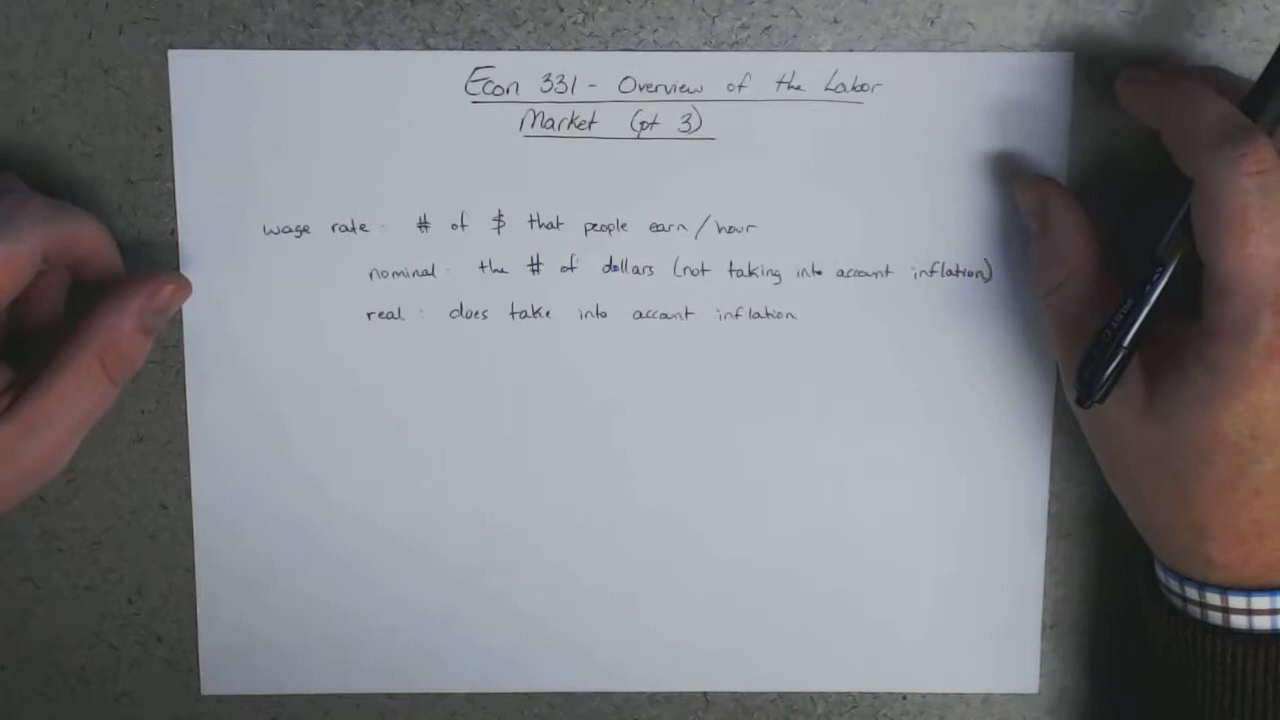 Econ 331 - Overview of the Labor
Market (pt 3)
wage rate : # of $ that people earn/hour
nominal : the # of dollars (not taking into account inflation)
real : does take into account inflation